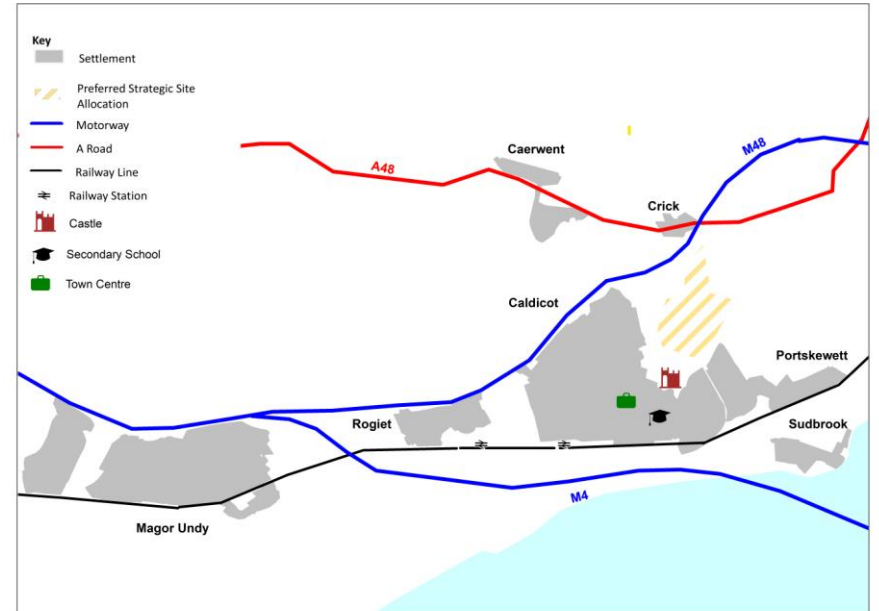 Key
Settlement
Preferred Strategic Site
Allocation
Motorway
A Road
Railway Line
Railway Station
Castle
Secondary School
Town Centre
Caerwent
M48
A48
Crick
Caldicot
Portskewett
Rogiet
Sudbrook
M4
Magor Undy